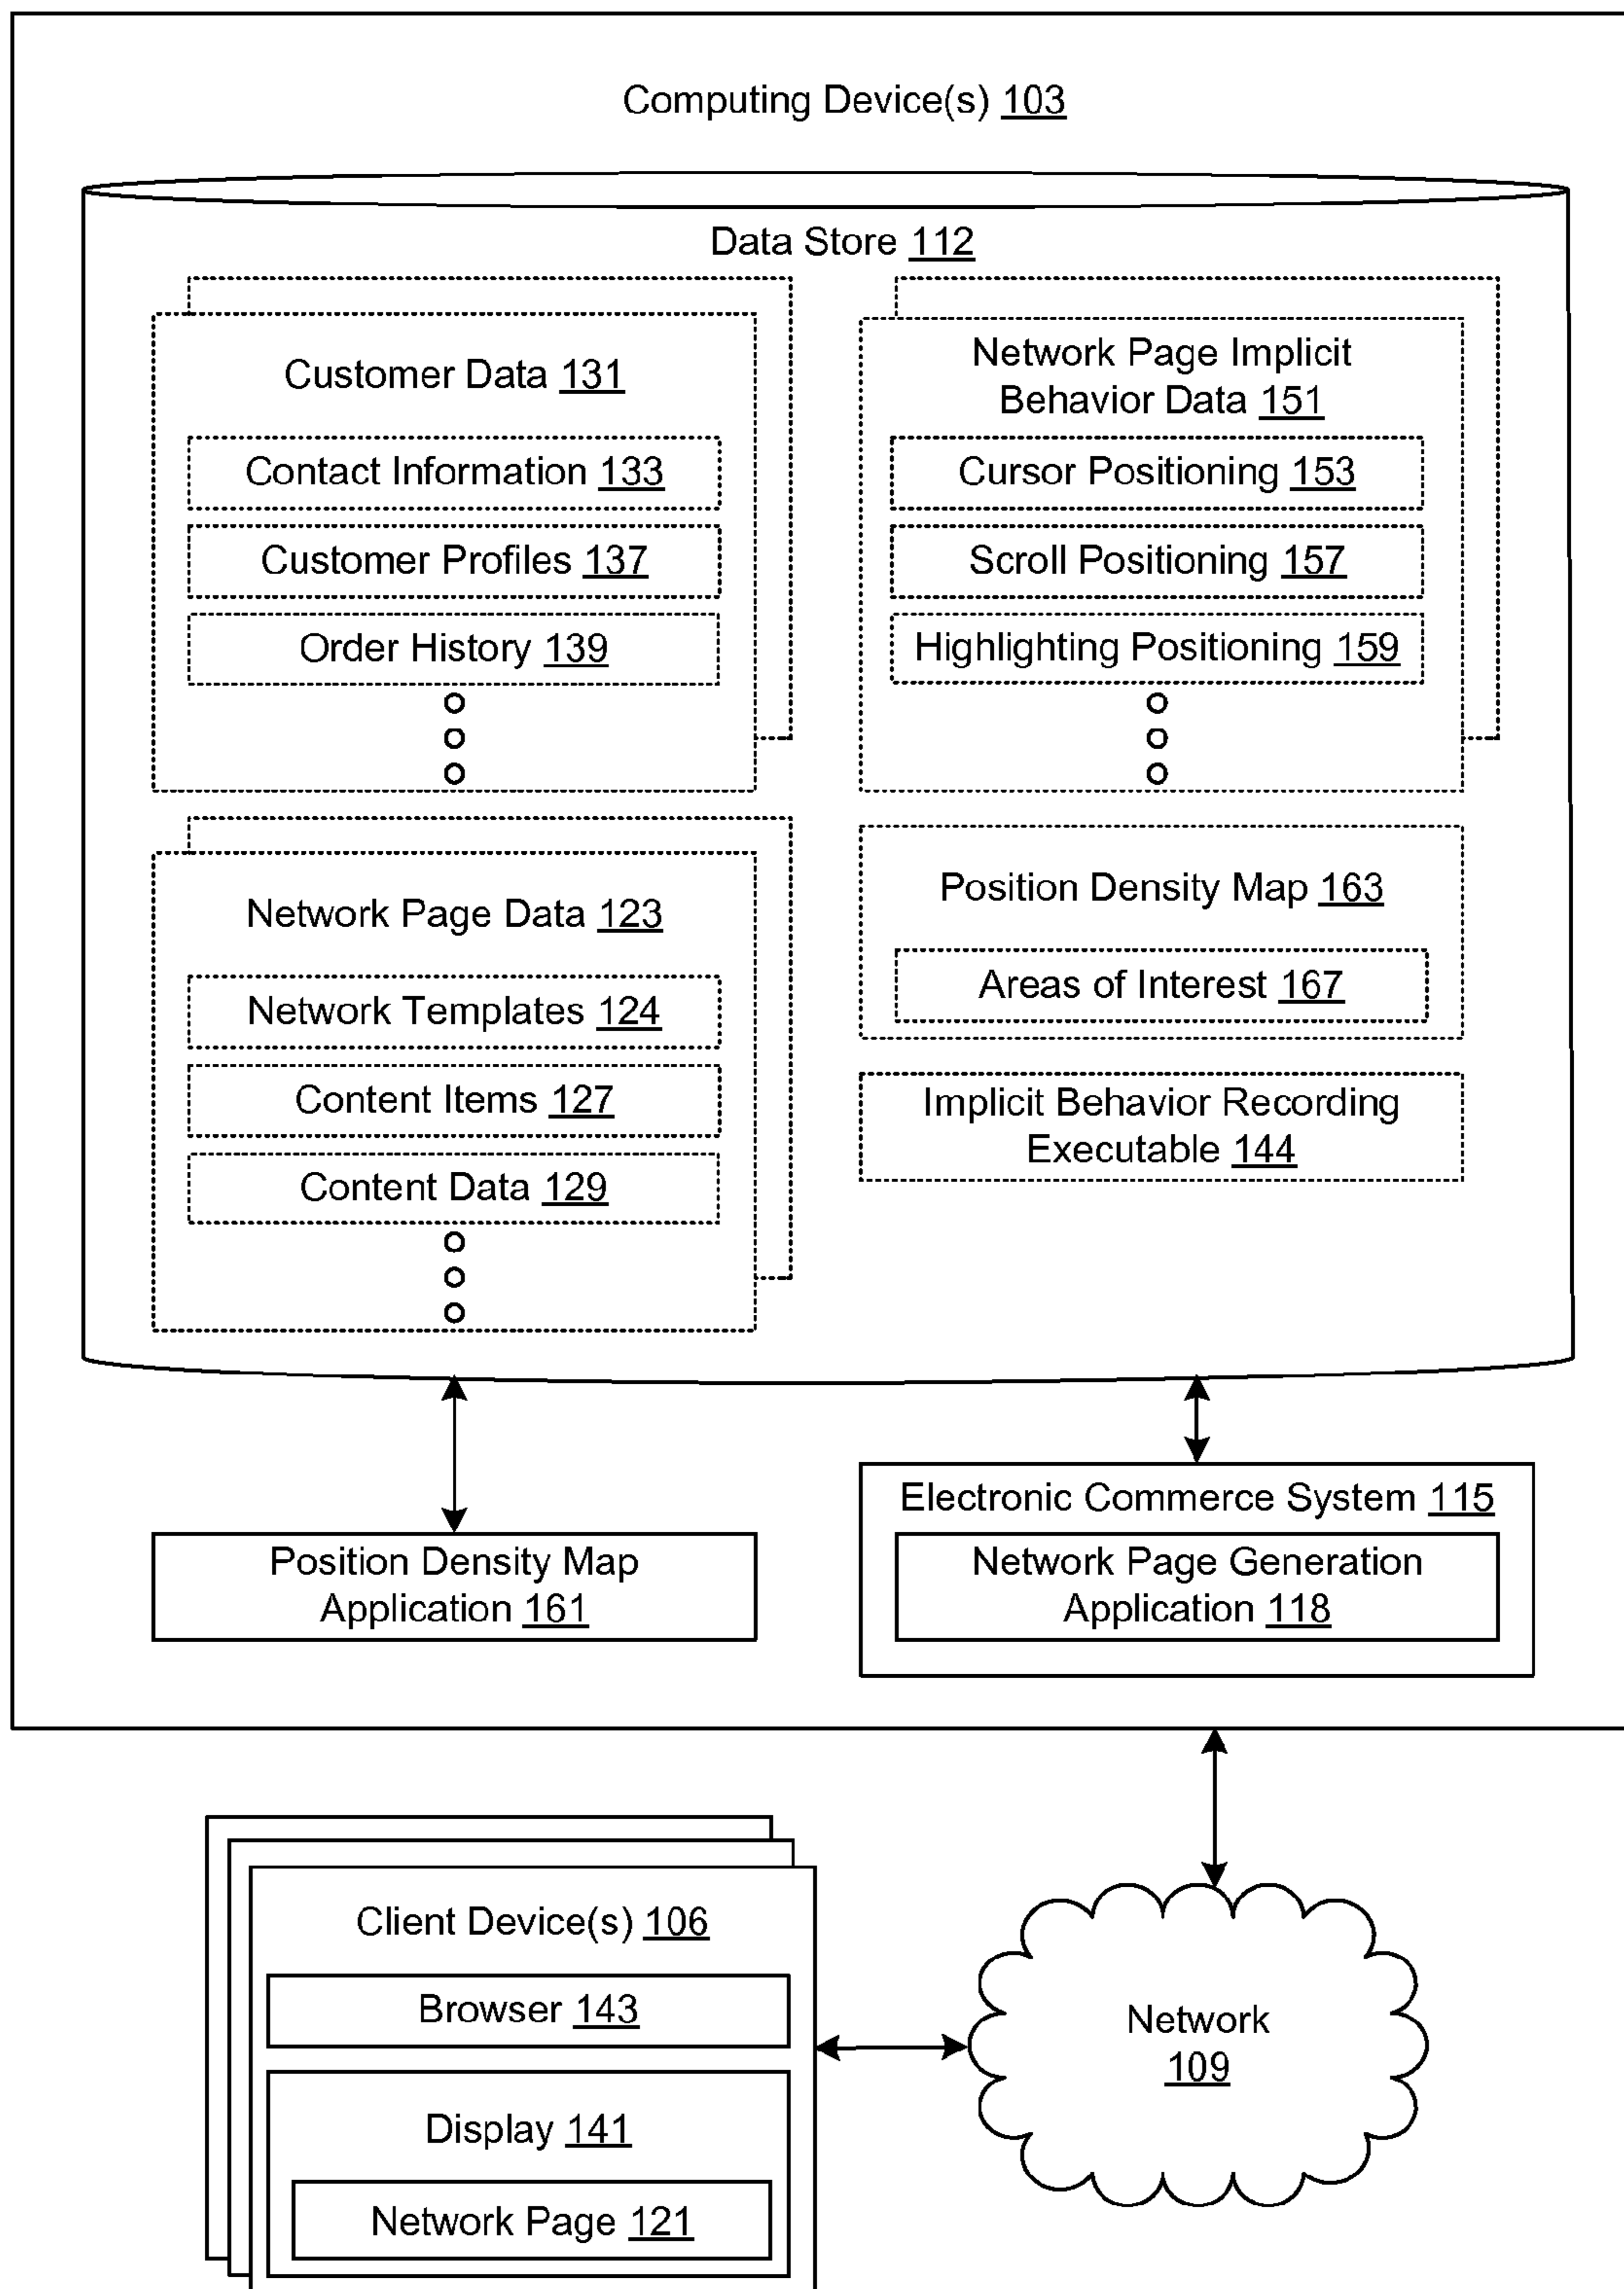 Computing Device(s) 103
Data Store 112
Customer Data 131
Contact Information 133
Customer Profiles 137
Order History 139
Network Page Implicit
Behavior Data 151
Cursor Positioning 153
Scroll Positioning 157
Highlighting Positioning 159
Network Page Data 123
Network Templates 124
Content Items 127
Content Data 129
Position Density Map 163
Areas of Interest 167
Implicit Behavior Recording
Executable 144
Position Density Map
Application 161
Electronic Commerce System 115
Network Page Generation
Application 118
Client Device(s) 106
Browser 143
Display 141
Network Page 121
Network
109